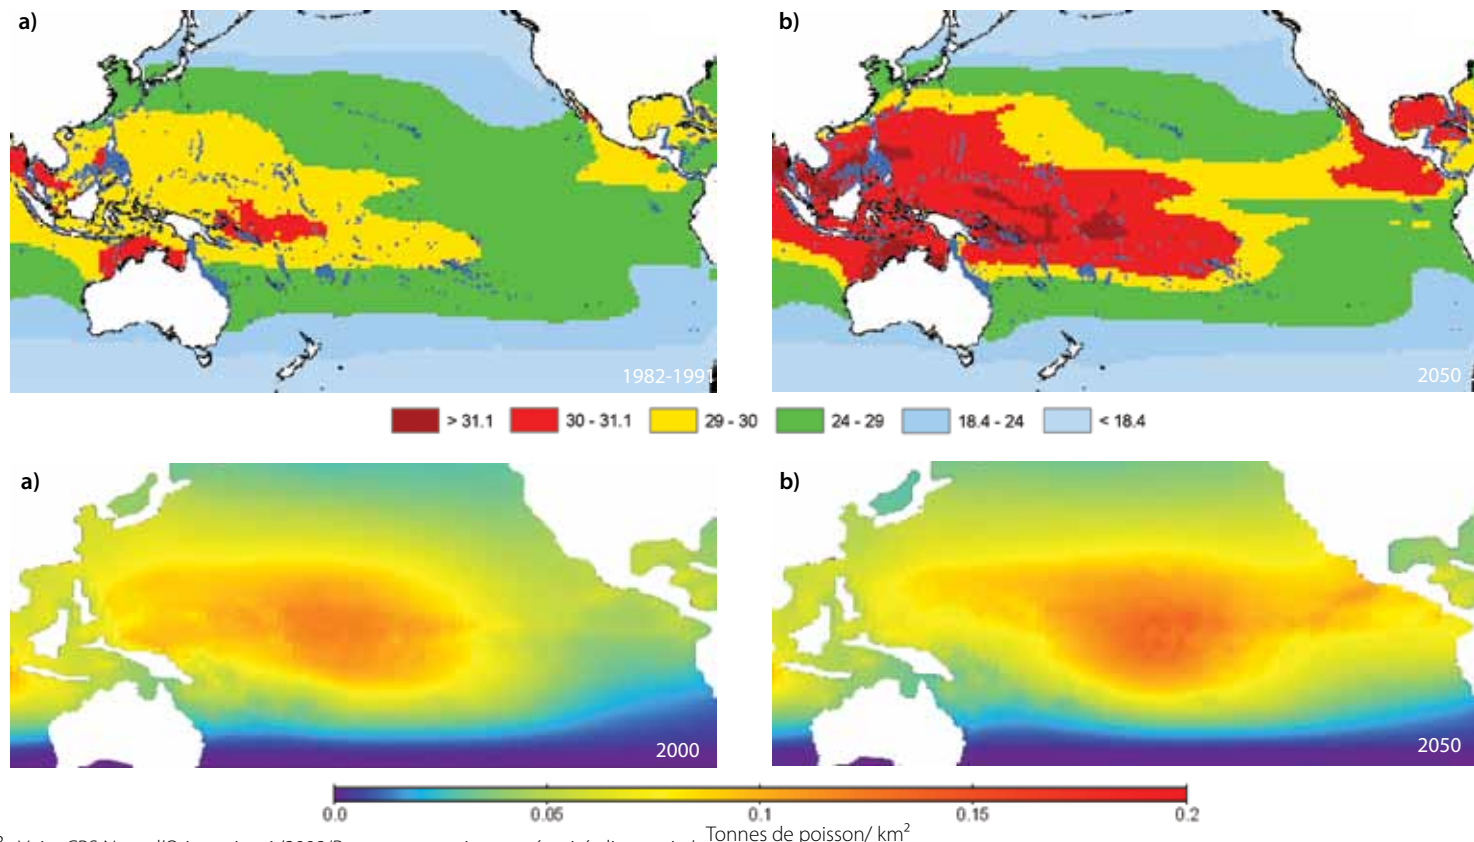 a)
b)
1982-1991
2050
> 31.1
30 - 31.1
29 - 30
24 - 29
18.4 - 24
< 18.4
a)
b)
2000
2050
0.0
0.05
0.1
0.15
0.2
Tonnes de poisson/ km²